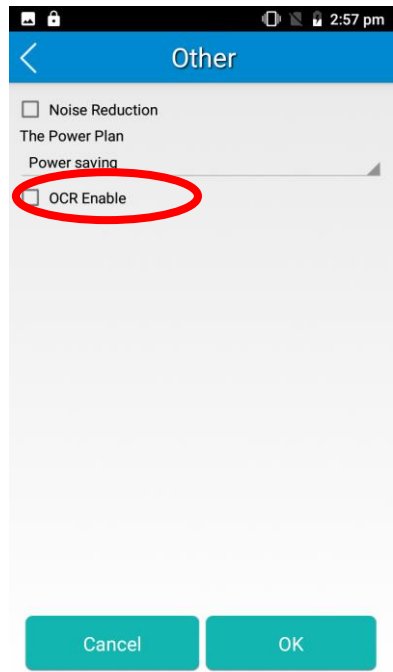 2:57 pm
Other
Noise Reduction
The Power Plan
Power saving
OCR Enable
Cancel OK